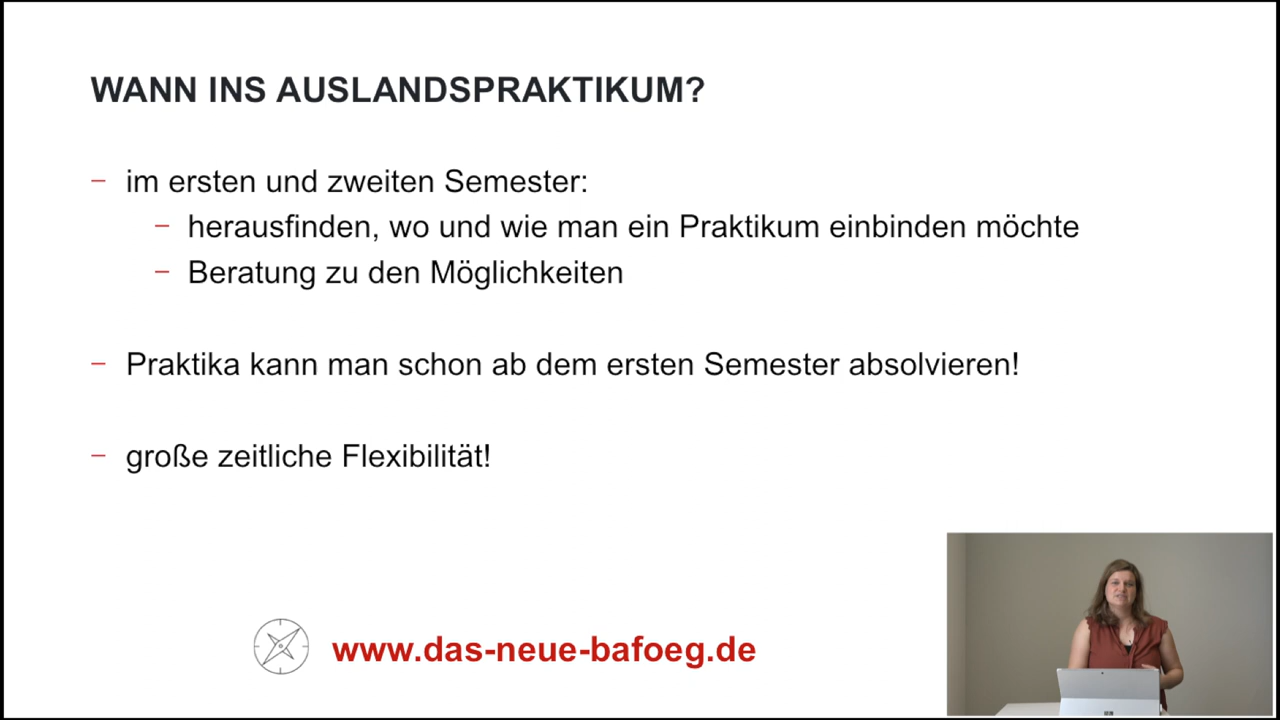 WANN INS AUSLANDSPRAKTIKUM?
– im ersten und zweiten Semester:
– herausfinden, wo und wie man ein Praktikum einbinden möchte
– Beratung zu den Möglichkeiten
– Praktika kann man schon ab dem ersten Semester absolvieren!
– große zeitliche Flexibilität!
www.das-neue-bafoeg.de